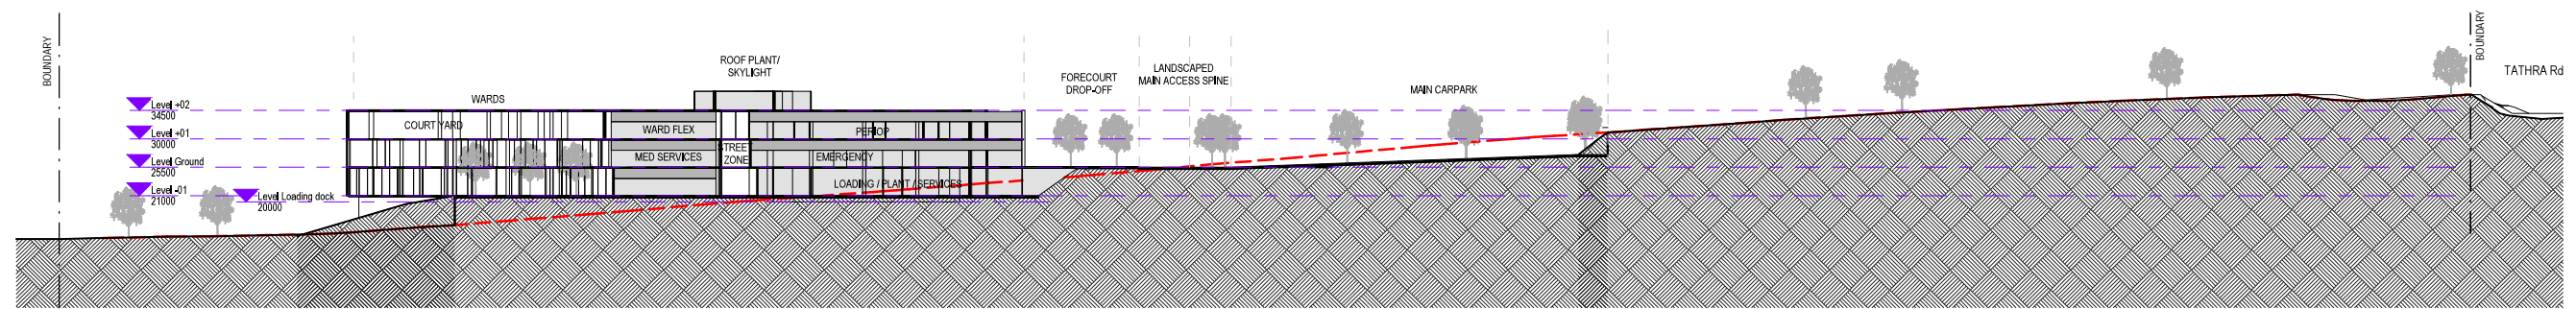 BOUNDARY
ROOF PLANT/
SKYLIGHT
WARDS
FORECOURT
DROP-OFF
LANDSCAPED
MAIN ACCESS SPINE
MAIN CARPARK
BOUNDARY
TATHRA Rd
Level +02
34500
COURT YARD
WARD FLEX
PERIOP
Level +01
30000
STREET
ZONE
MED SERVICES
EMERGENCY
Level Ground
25500
LOADING / PLANT / SERVICES
Level -01
21000
Level Loading dock
20000